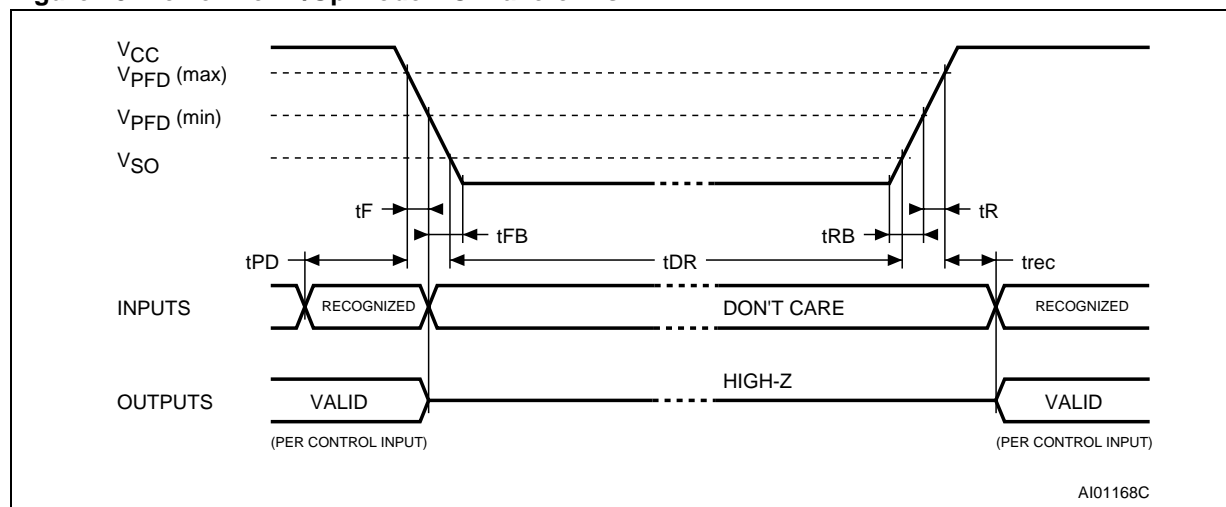 VCC
VPFD (max)
VPFD (min)
VSO
tF
tR
tFB
tRB
tPD
tDR
trec
INPUTS
RECOGNIZED
DON'T CARE
RECOGNIZED
HIGH-Z
OUTPUTS
VALID
VALID
(PER CONTROL INPUT)
(PER CONTROL INPUT)
AI01168C